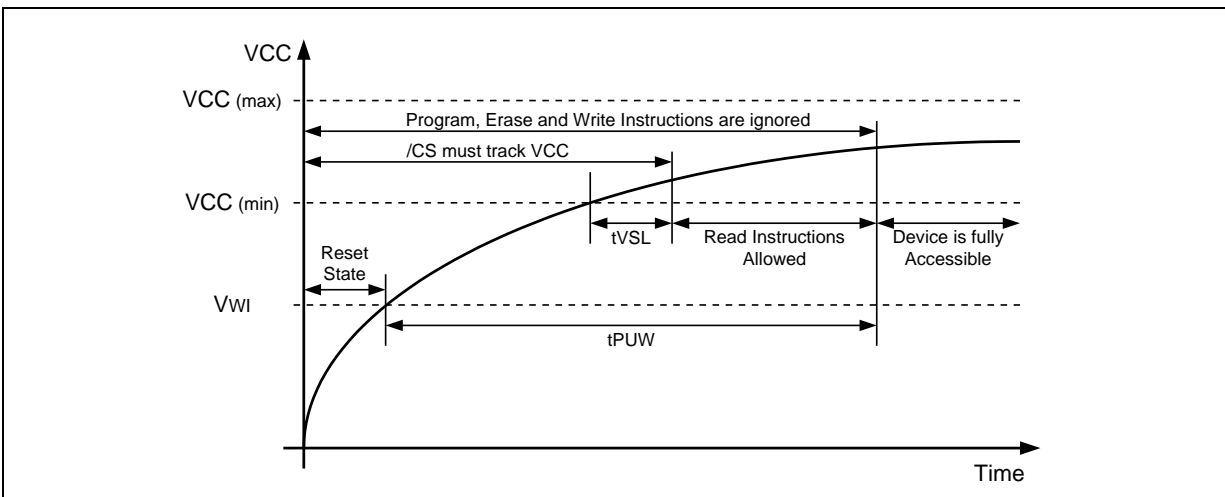 VCC
VCC (max)
Program, Erase and Write Instructions are ignored
/CS must track VCC
VCC (min)
tVSL
Read Instructions
Allowed
Device is fully
Accessible
Reset
State
VWI
tPUW
Time